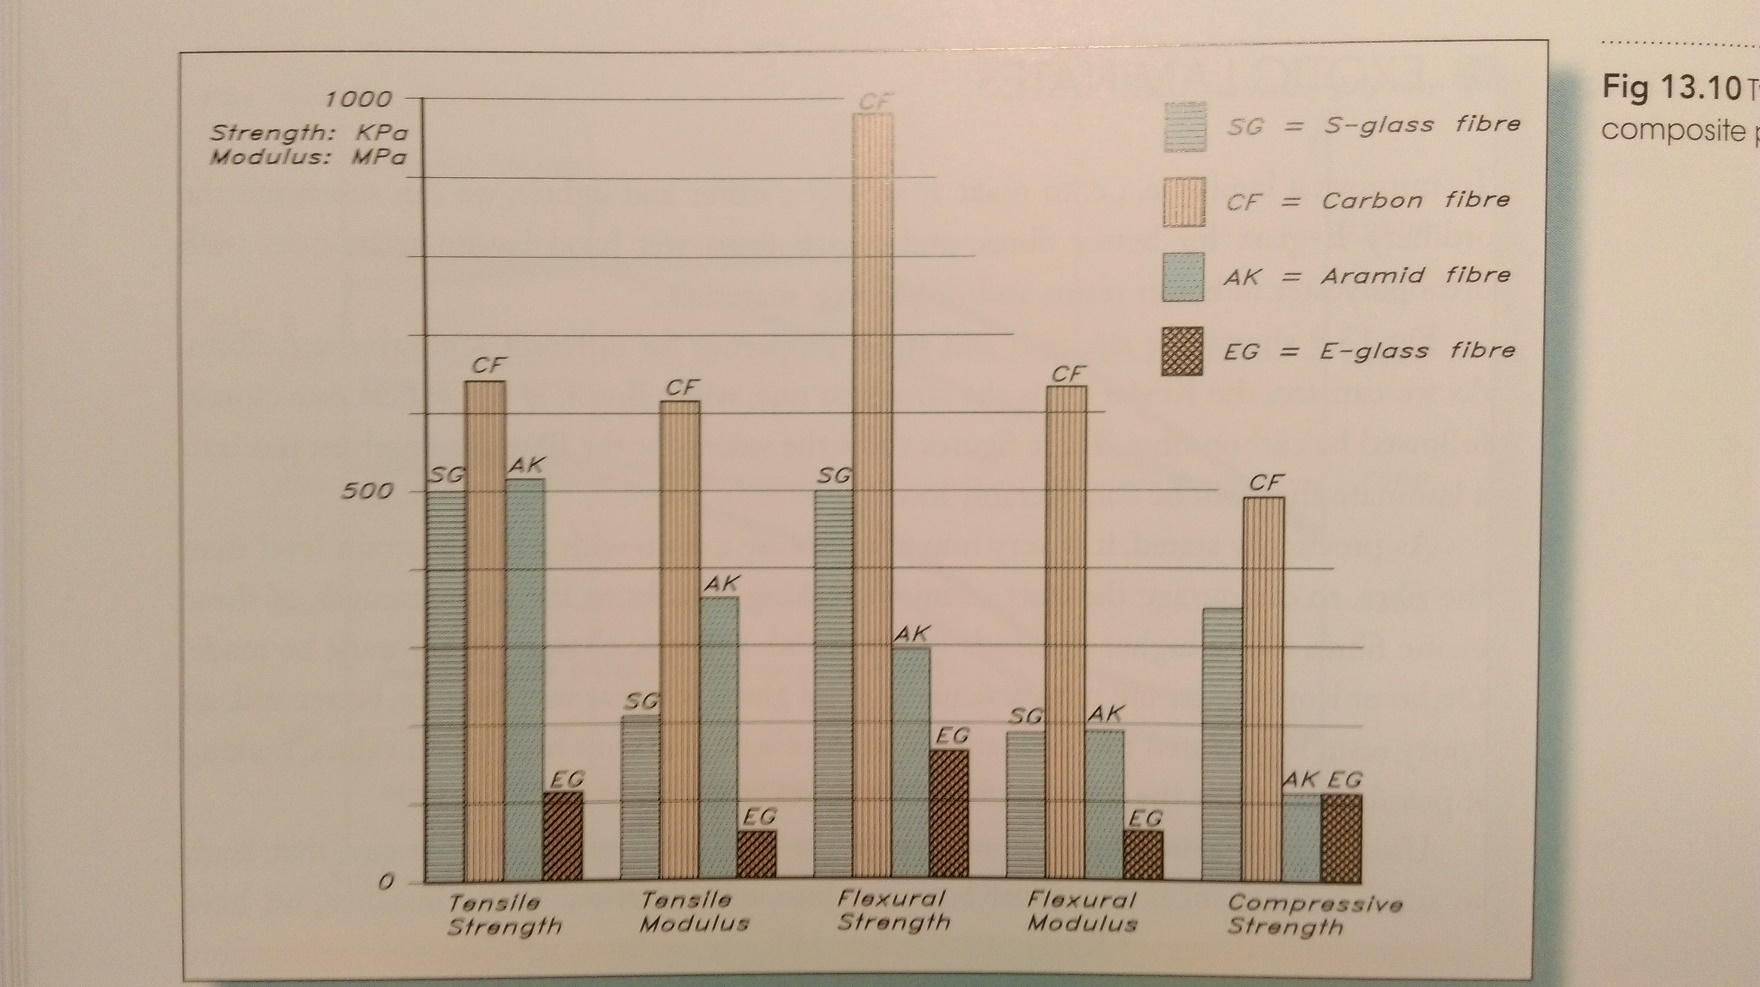 1000
Strength: KPa
Modulus: MPa
500
0
SG
CF
AK
EG
SG
CF
AK
EG
SG
CF
AK
EG
SG
CF
AK
EG
CF
AK
EG
Tensile
Strength
Tensile
Modulus
Flexural
Strength
Flexural
Modulus
Compressive
Strength
SG = S-glass fibre
CF = Carbon fibre
AK = Aramid fibre
EG = E-glass fibre
Fig 13.10
composite